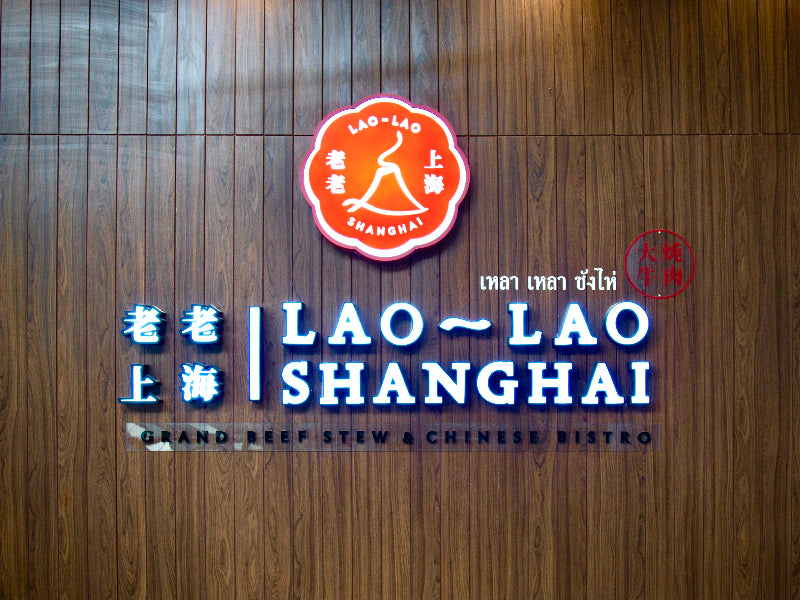 LAO-LAO
老老
上海
SHANGHAI
เหลา เหลา ซังไห่
大牛
炖肉
老老
上海
LAO~LAO
SHANGHAI
GRAND BEEF STEW & CHINESE BISTRO